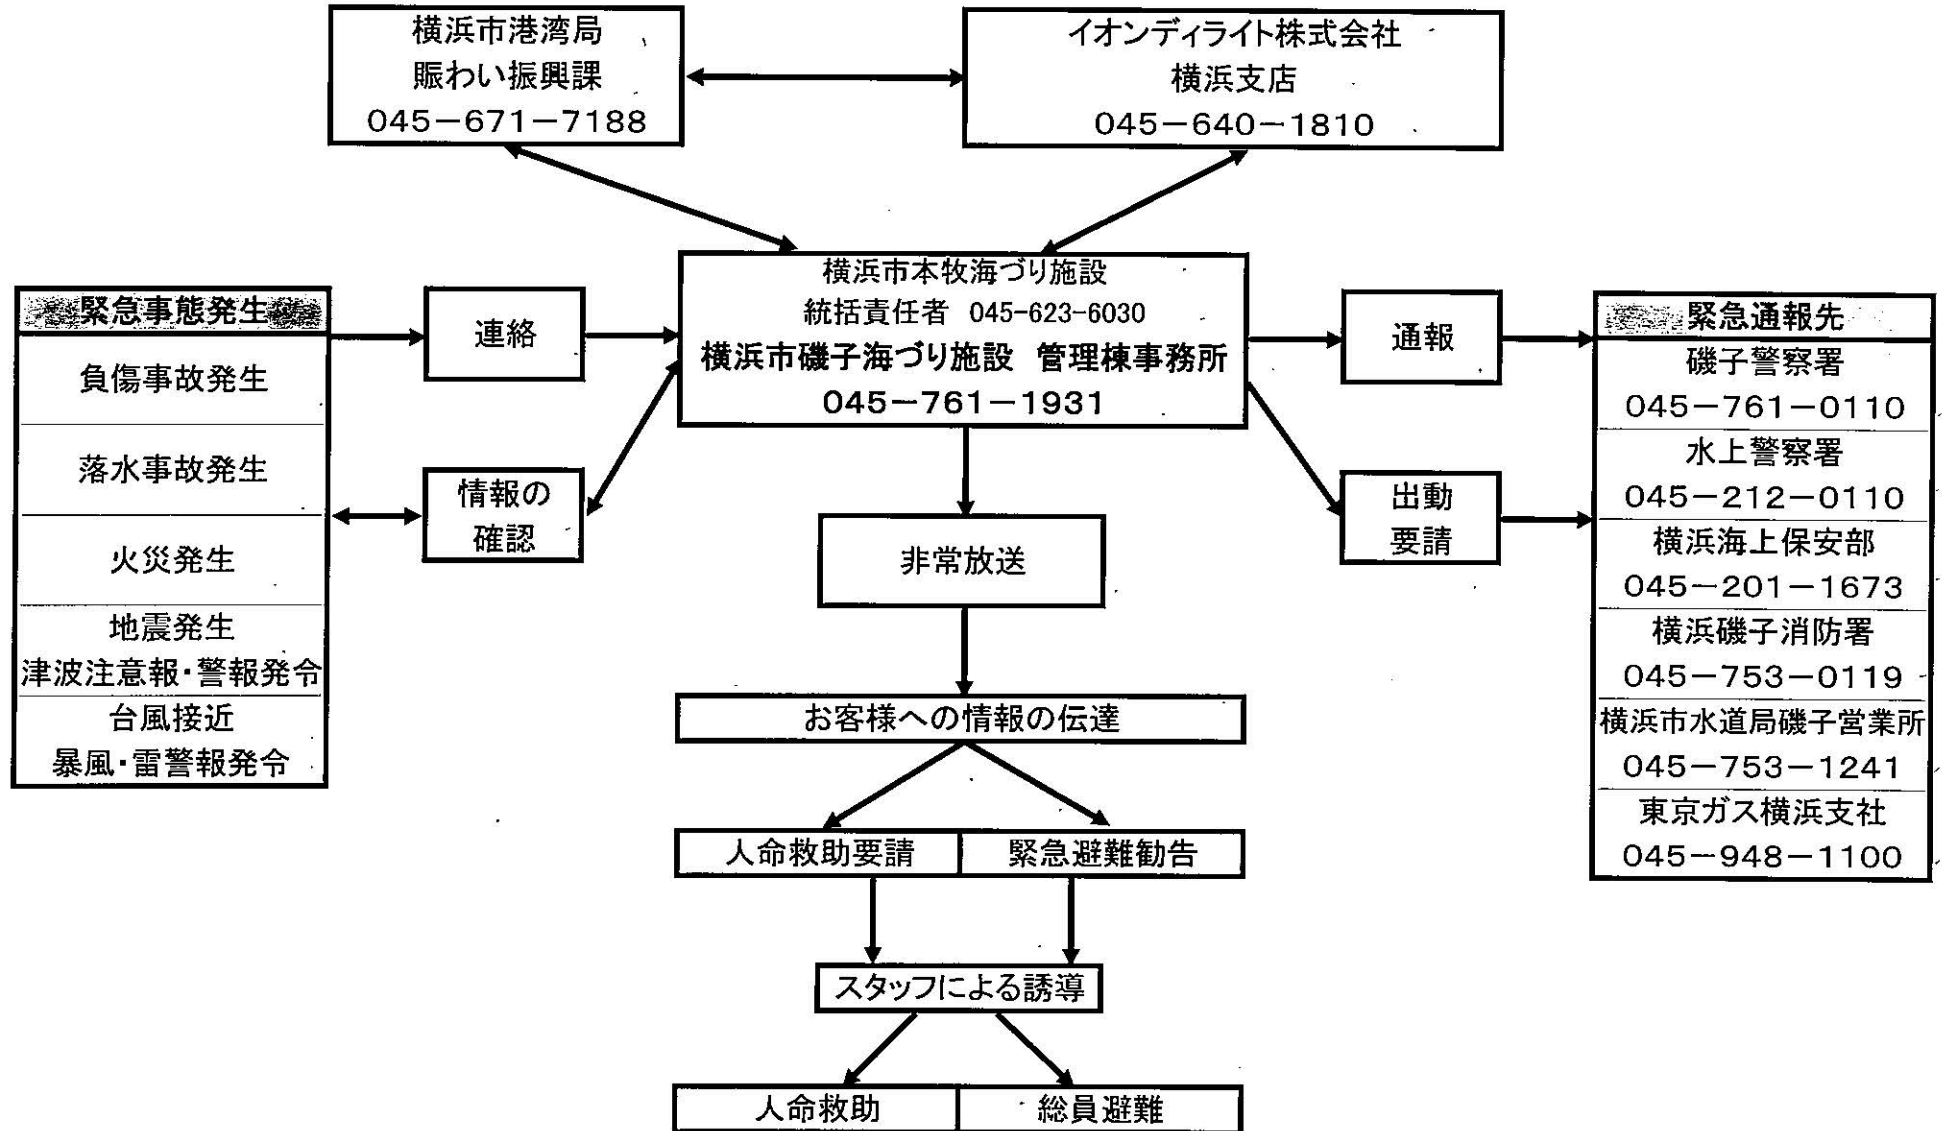 横浜市港湾局
賑わい振興課
045-671-7188
イオンディライト株式会社
横浜支店
045-640-1810
緊急事態発生
負傷事故発生
落水事故発生
火災発生
地震発生
津波注意報・警報発令
台風接近
暴風・雷警報発令
連絡
情報の
確認
横浜市本牧海づり施設
統括責任者 045-623-6030
横浜市磯子海づり施設 管理棟事務所
045-761-1931
通報
出動
要請
緊急通報先
磯子警察署
045-761-0110
水上警察署
045-212-0110
横浜海上保安部
045-201-1673
横浜磯子消防署
045-753-0119
横浜市水道局磯子営業所
045-753-1241
東京ガス横浜支社
045-948-1100
非常放送
お客様への情報の伝達
人命救助要請
緊急避難勧告
スタッフによる誘導
人命救助
総員避難